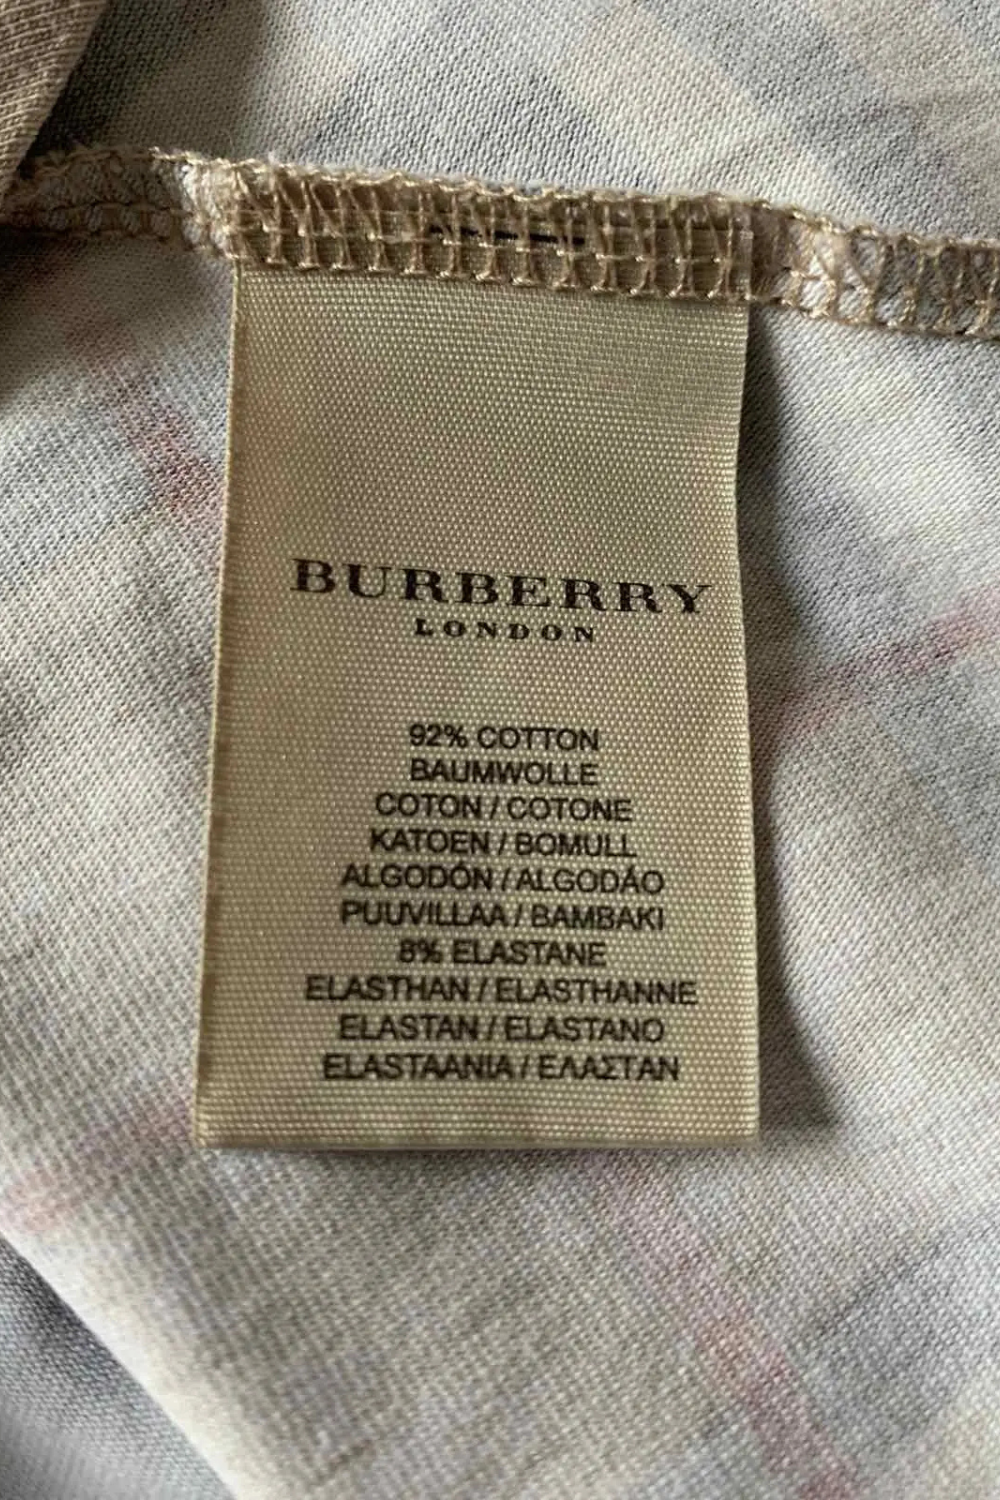 BURBERRY
LONDON
92% COTTON
BAUMWOLLE
COTON / COTONE
KATOEN / BOMULL
ALGODÓN / ALGODÁO
PUUVILLAA / BAMBAKI
8% ELASTANE
ELASTHAN / ELASTHANNE
ELASTAN / ELASTANO
ELASTAANIA / ΕΛΑΣΤΑΝ